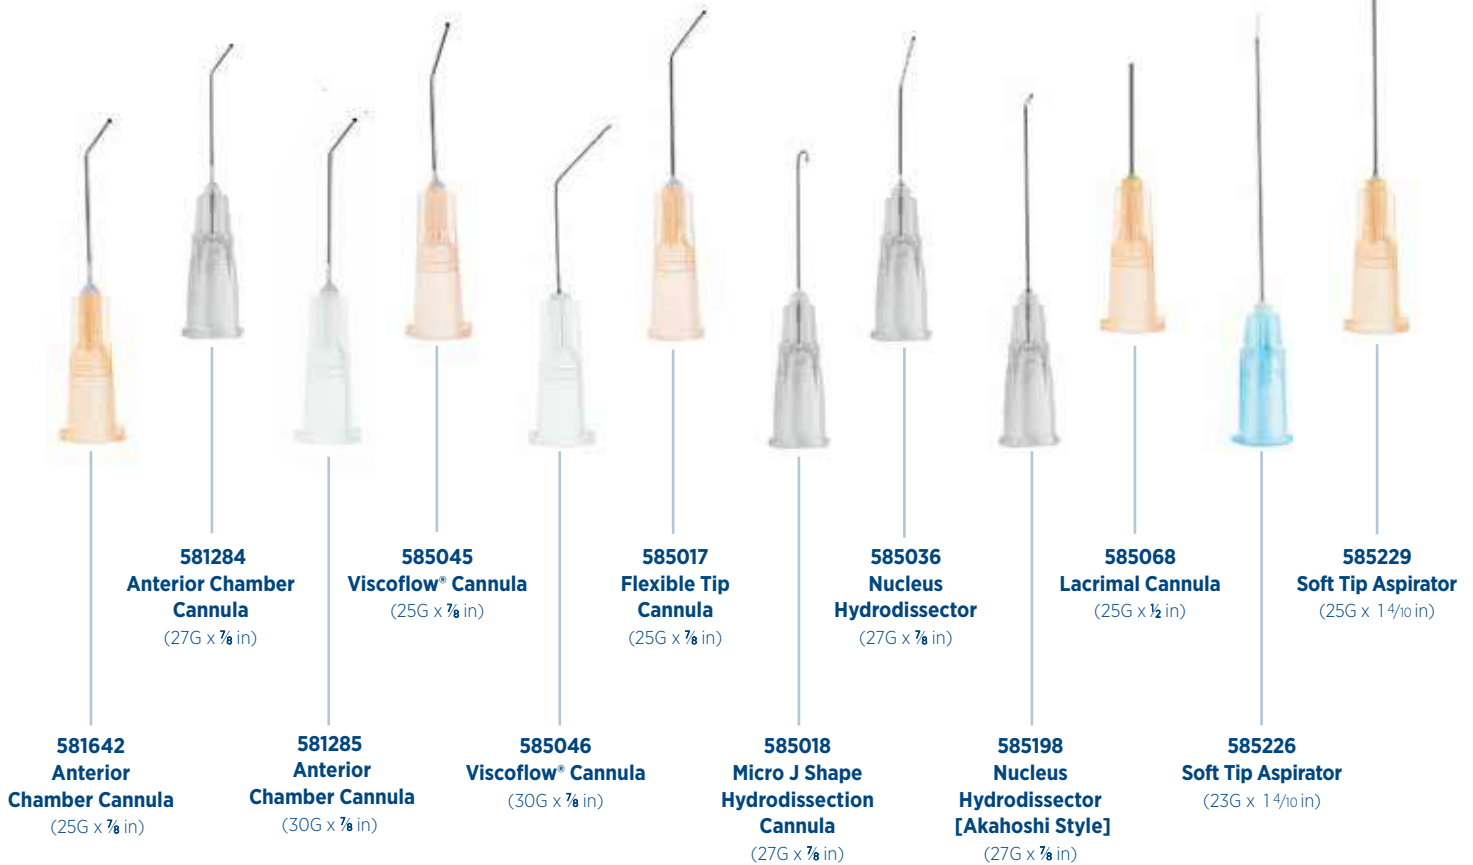 581284
Anterior Chamber
Cannula
(27G x ⅞ in)
585045
Viscoflow® Cannula
(25G x ⅞ in)
585017
Flexible Tip
Cannula
(25G x ⅞ in)
585036
Nucleus
Hydrodissector
(27G x ⅞ in)
585068
Lacrimal Cannula
(25G x ½ in)
585229
Soft Tip Aspirator
(25G x 1 4/10 in)
581642
Anterior
Chamber Cannula
(25G x ⅞ in)
581285
Anterior
Chamber Cannula
(30G x ⅞ in)
585046
Viscoflow® Cannula
(30G x ⅞ in)
585018
Micro J Shape
Hydrodissection
Cannula
(27G x ⅞ in)
585198
Nucleus
Hydrodissector
[Akahoshi Style]
(27G x ⅞ in)
585226
Soft Tip Aspirator
(23G x 1 4/10 in)